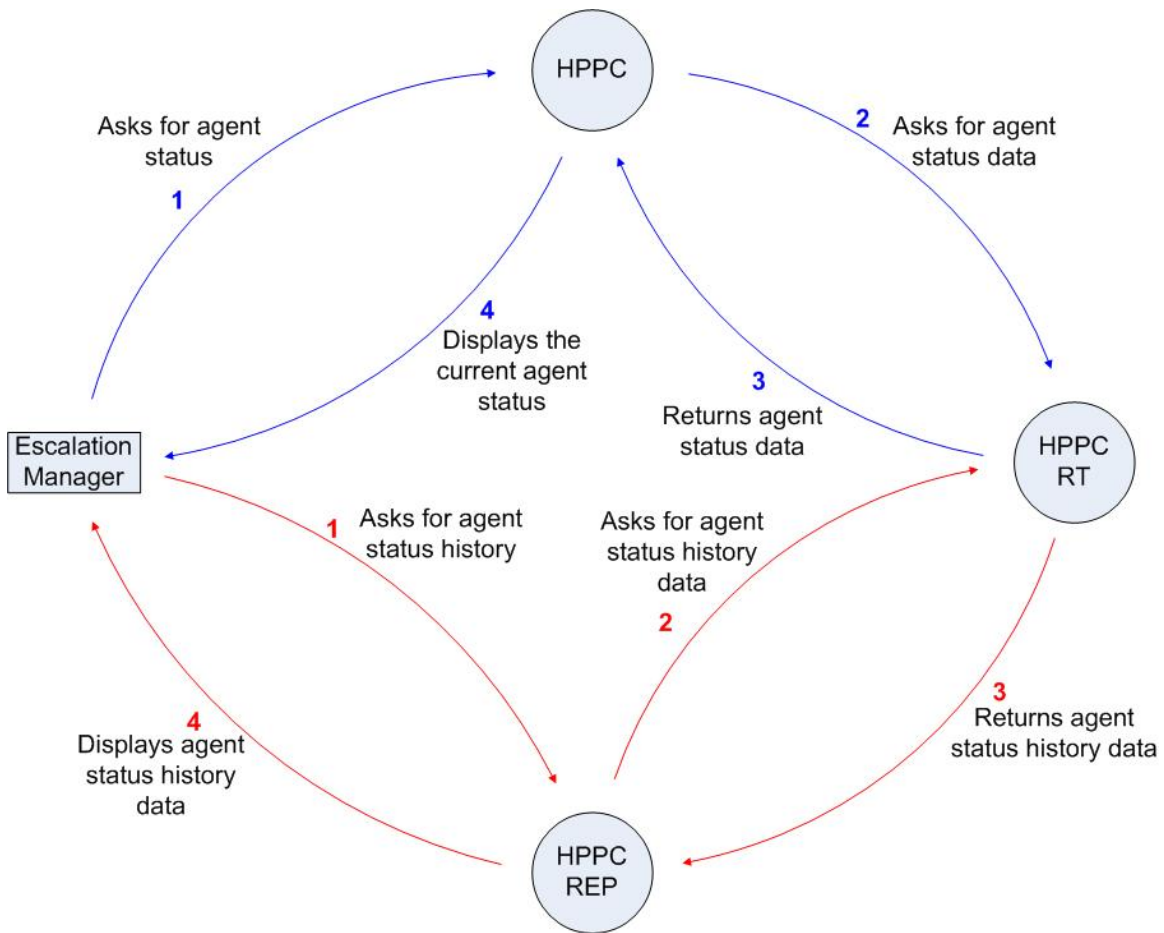 HPPC
Asks for agent
status
1
2
Asks for agent
status data
4
Displays the
current agent
status
3
Returns agent
status data
Escalation
Manager
HPPC
RT
1
Asks for agent
status history
Asks for agent
status history
data
2
3
Returns agent
status history data
4
Displays agent
status history
data
HPPC
REP